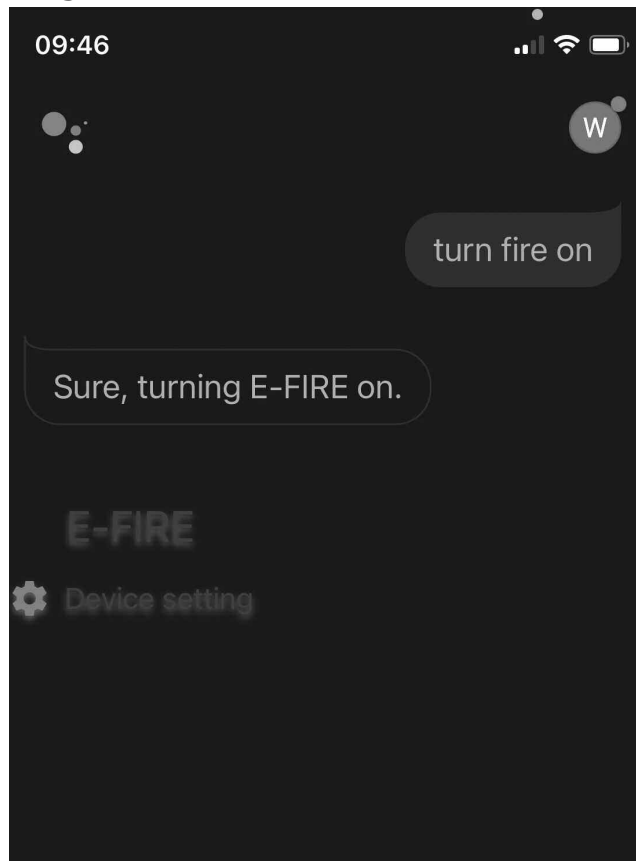 09:46
W
turn fire on
Sure, turning E-FIRE on.
E-FIRE
Device setting